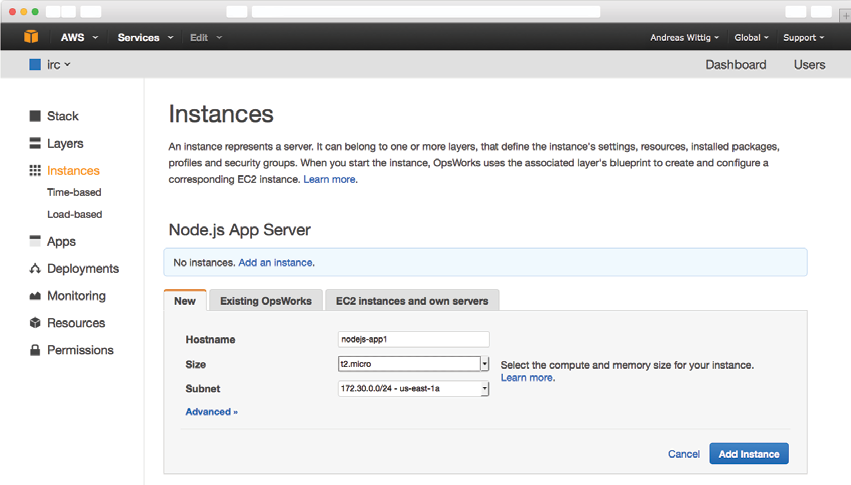 AWS Services Edit Andreas Wittig Global Support
irc Dashboard Users
Stack
Layers
Instances
Time-based
Load-based
Apps
Deployments
Monitoring
Resources
Permissions
Instances
An instance represents a server. It can belong to one or more layers, that define the instance's settings, resources, installed packages,
profiles and security groups. When you start the instance, OpsWorks uses the associated layer's blueprint to create and configure a
corresponding EC2 instance. Learn more.
Node.js App Server
No instances. Add an instance.
New Existing OpsWorks EC2 instances and own servers
Hostname nodejs-app1
Size t2.micro Select the compute and memory size for your instance.
Learn more.
Subnet 172.30.0.0/24 - us-east-1a
Advanced »
Cancel Add Instance